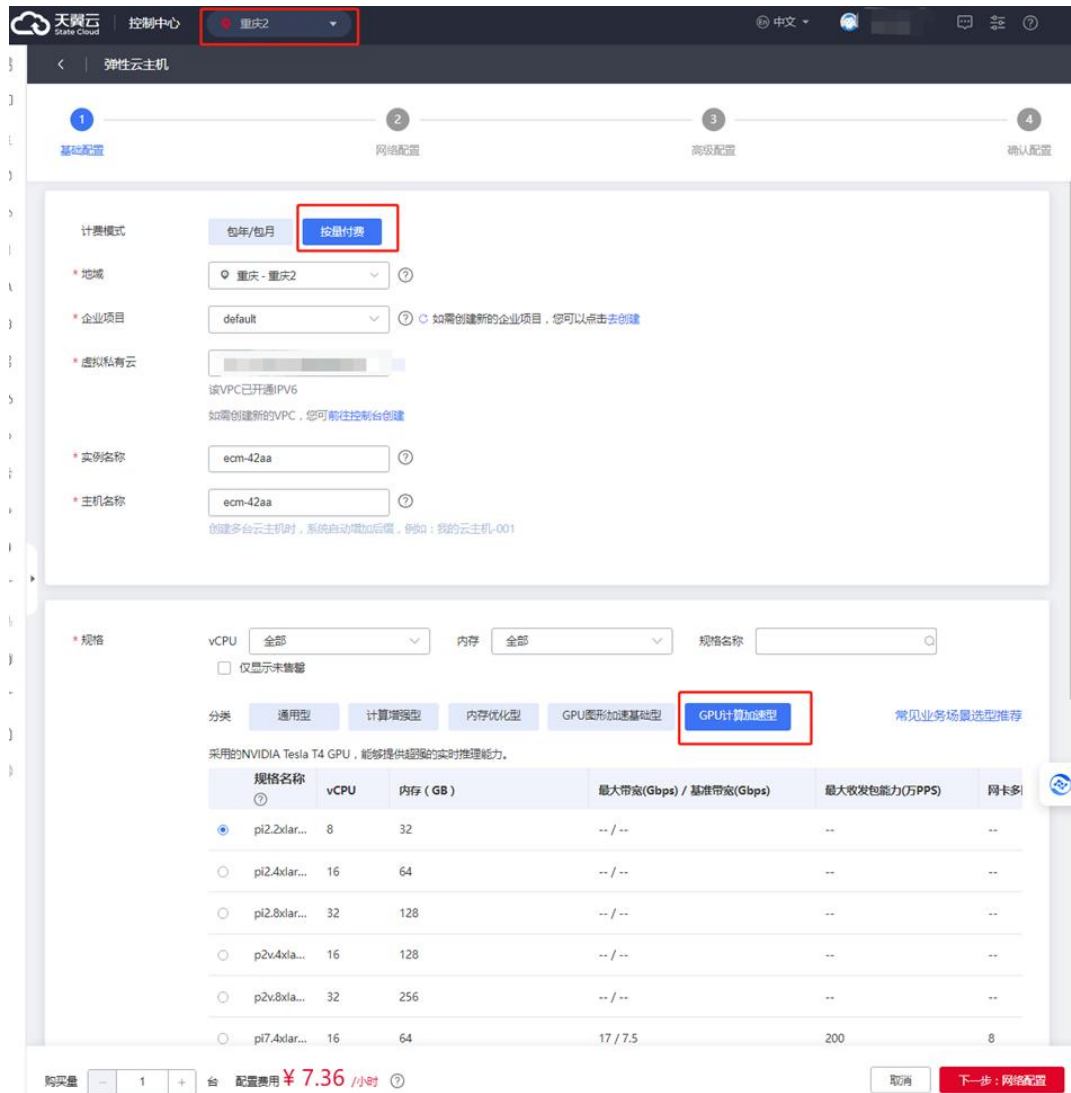 天翼云 State Cloud 控制中心 重庆2 中文
弹性云主机
1 2 3 4
基础配置 网络配置 高级配置 确认配置
计费模式 包年/包月 按量付费
* 地域 重庆 - 重庆2
* 企业项目 default 如需创建新的企业项目，您可以点击去创建
* 虚拟私有云
该VPC已开通IPV6
如需创建新的VPC，您可前往控制台创建
* 实例名称 ecm-42aa
* 主机名称 ecm-42aa
创建多台云主机时，系统自动增加后缀，例如：我的云主机-001
* 规格 vCPU 全部 内存 全部 规格名称
仅显示未售罄
分类 通用型 计算增强型 内存优化型 GPU图形加速基础型 GPU计算加速型 常见业务场景选型推荐
采用的NVIDIA Tesla T4 GPU，能够提供超强的实时推理能力。
规格名称 vCPU 内存（GB） 最大带宽(Gbps) / 基准带宽(Gbps) 最大收发包能力(万PPS) 网卡多
pi2.2xlar... 8 32 -- / -- -- --
pi2.4xlar... 16 64 -- / -- -- --
pi2.8xlar... 32 128 -- / -- -- --
p2v.4xla... 16 128 -- / -- -- --
p2v.8xla... 32 256 -- / -- -- --
pi7.4xlar... 16 64 17 / 7.5 200 8
购买量 - 1 + 台 配置费用 ¥ 7.36 /小时 取消 下一步：网络配置